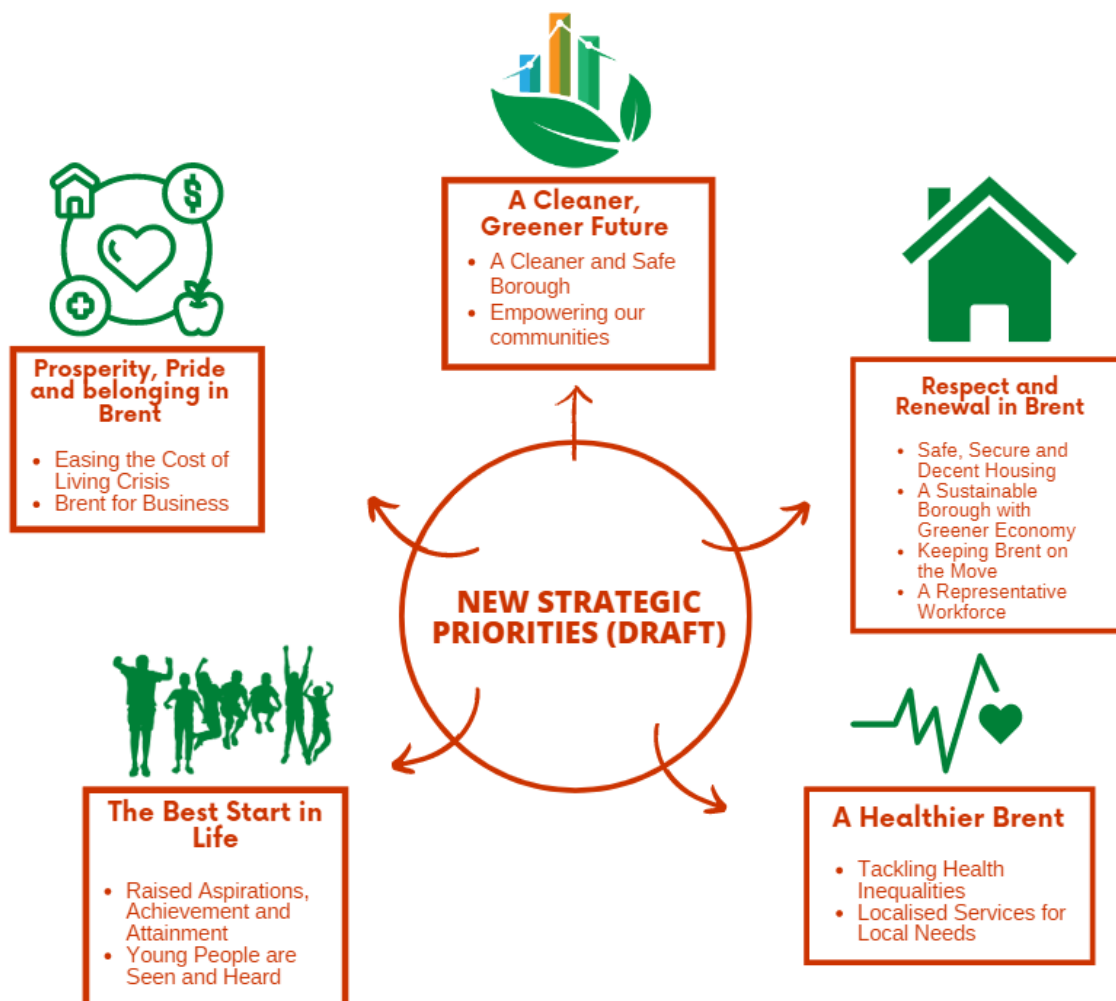 A Cleaner,
Greener Future
• A Cleaner and Safe
Borough
• Empowering our
communities
Prosperity, Pride
and belonging in
Brent
• Easing the Cost of
Living Crisis
• Brent for Business
Respect and
Renewal in Brent
• Safe, Secure and
Decent Housing
• A Sustainable
Borough with
Greener Economy
• Keeping Brent on
the Move
• A Representative
Workforce
NEW STRATEGIC
PRIORITIES (DRAFT)
The Best Start in
Life
• Raised Aspirations,
Achievement and
Attainment
• Young People are
Seen and Heard
A Healthier Brent
• Tackling Health
Inequalities
• Localised Services for
Local Needs